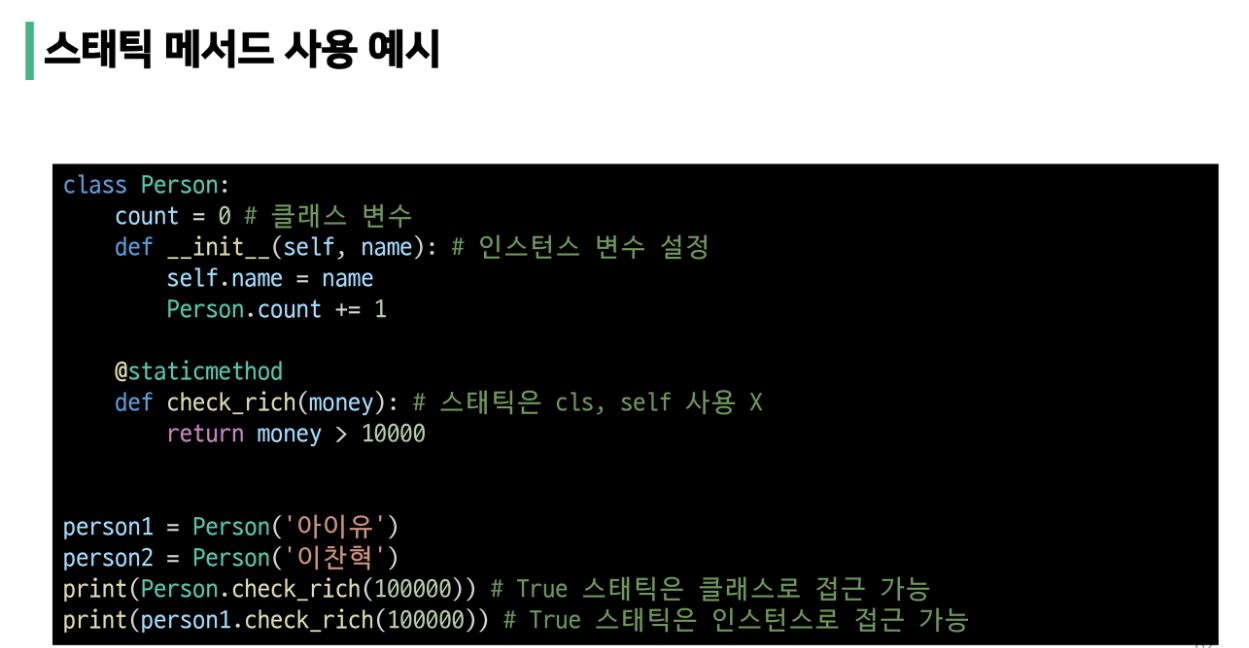 스태틱 메서드 사용 예시
class Person:
    count = 0 # 클래스 변수
    def __init__(self, name): # 인스턴스 변수 설정
        self.name = name
        Person.count += 1
    @staticmethod
    def check_rich(money): # 스태틱은 cls, self 사용 X
        return money > 10000
person1 = Person('아이유')
person2 = Person('이찬혁')
print(Person.check_rich(100000)) # True 스태틱은 클래스로 접근 가능
print(person1.check_rich(100000)) # True 스태틱은 인스턴스로 접근 가능